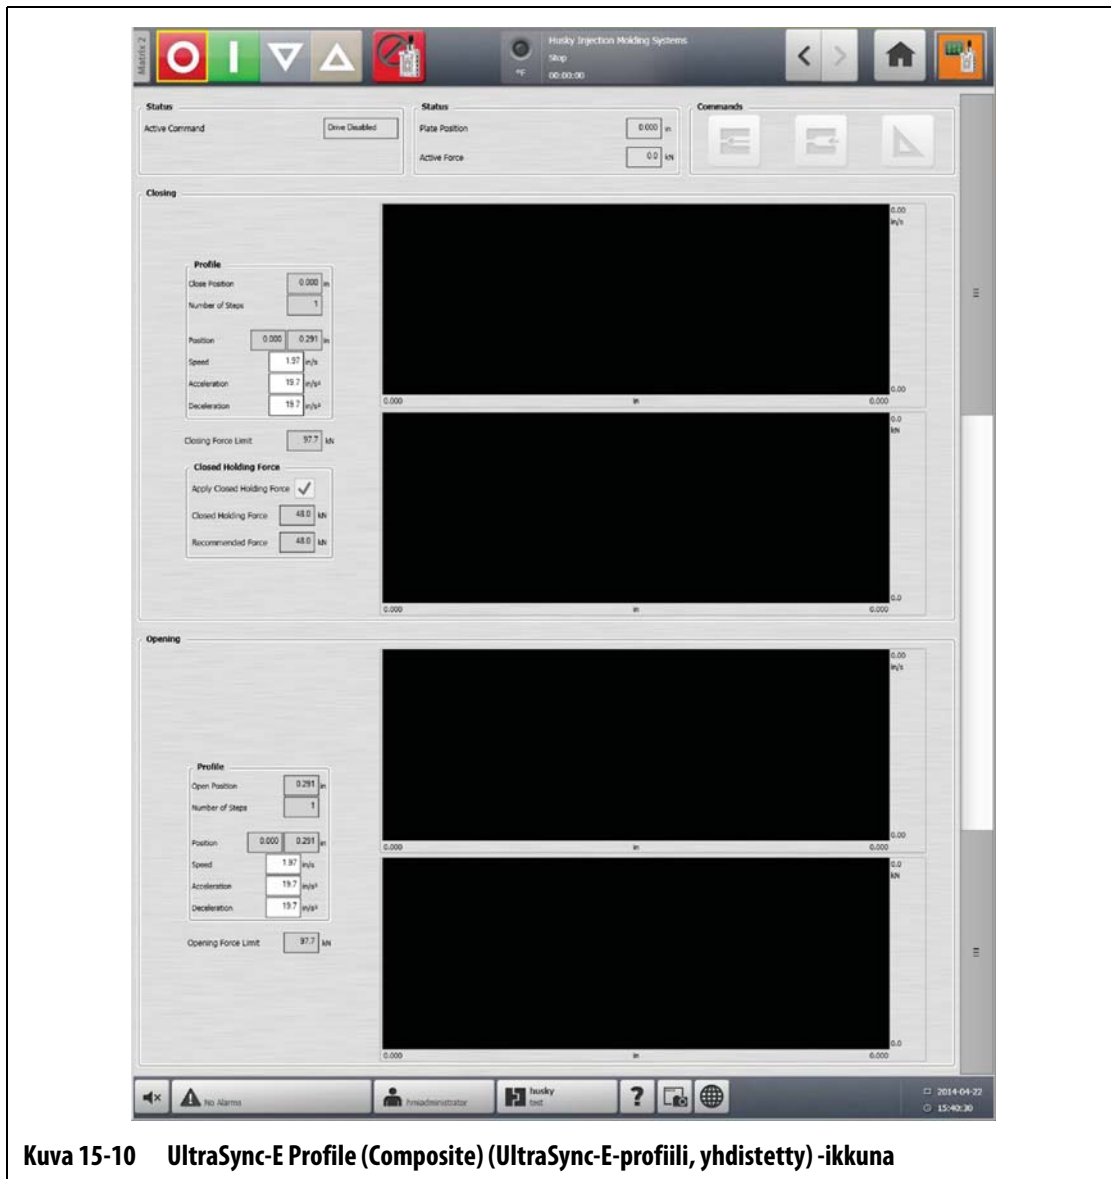 Matrix 2
Husky Injection Molding Systems
Stop
°F 00:00:00
Status
Active Command Drive Disabled
Status
Plate Position 0.000 in
Active Force 0.0 kN
Commands
Closing
Profile
Close Position 0.000 in
Number of Steps 1
Position 0.000 0.291 in
Speed 1.97 in/s
Acceleration 19.7 in/s²
Deceleration 19.7 in/s²
Closing Force Limit 97.7 kN
Closed Holding Force
Apply Closed Holding Force
Closed Holding Force 48.0 kN
Recommended Force 48.0 kN
0.00
in/s
0.00
0.000 in 0.000
0.0
kN
0.0
0.000 in 0.000
Opening
Profile
Open Position 0.291 in
Number of Steps 1
Position 0.000 0.291 in
Speed 1.97 in/s
Acceleration 19.7 in/s²
Deceleration 19.7 in/s²
Opening Force Limit 97.7 kN
0.00
in/s
0.00
0.000 in 0.000
0.0
kN
0.0
0.000 in 0.000
No Alarms
hmiadministrator
husky
test
?
2014-04-22
15:40:30
Kuva 15-10 UltraSync-E Profile (Composite) (UltraSync-E-profiili, yhdistetty) -ikkuna